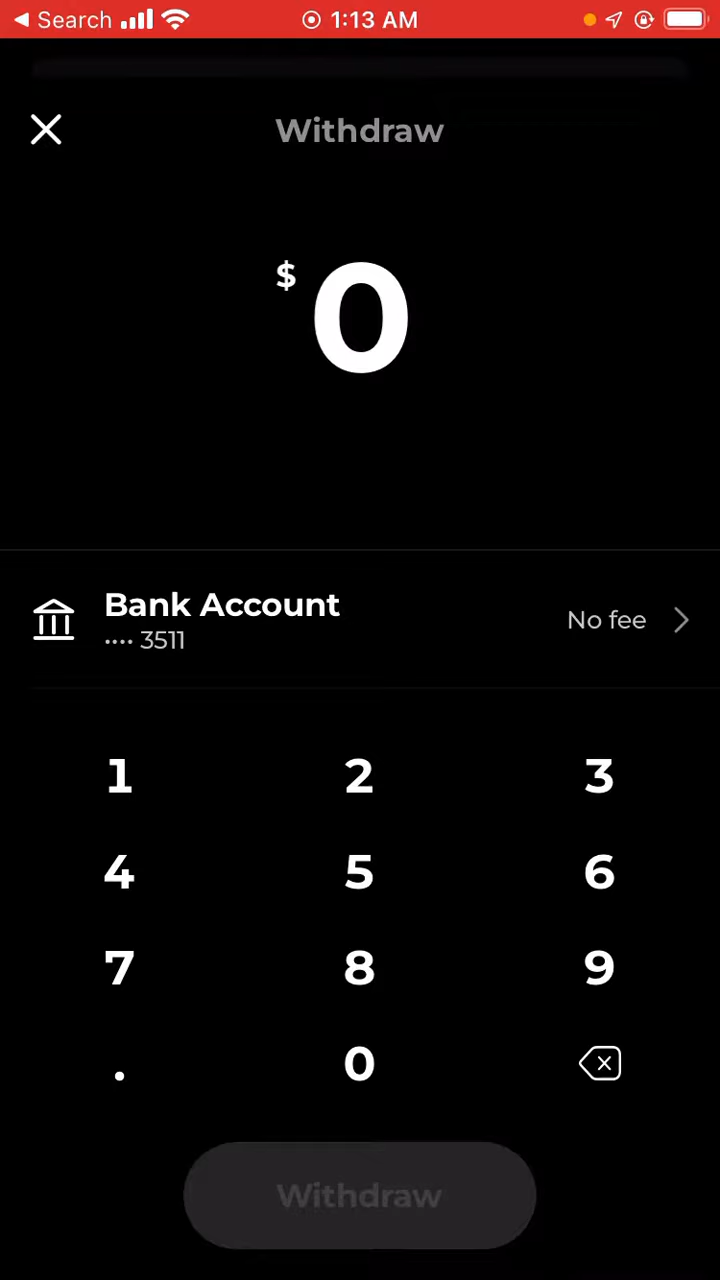 Search 1:13 AM
Withdraw
$0
Bank Account
No fee
•••• 3511
1 2 3
4 5 6
7 8 9
. 0
Withdraw